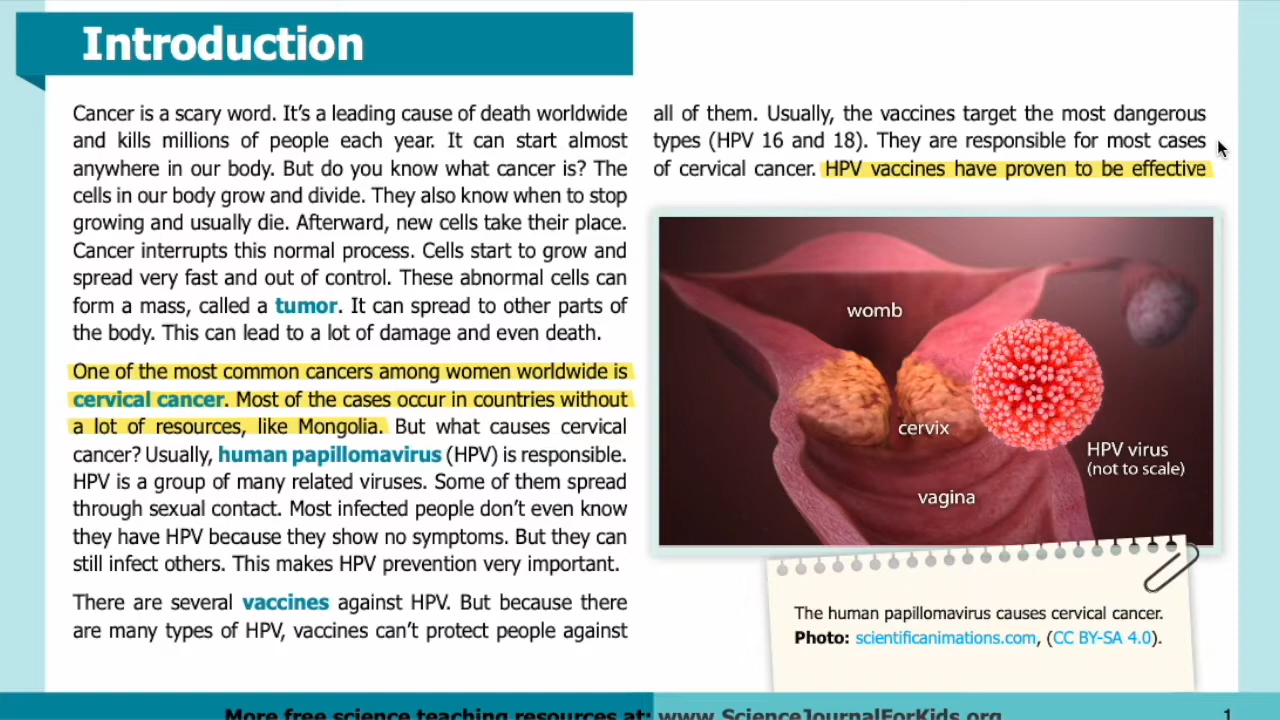 Introduction
Cancer is a scary word. It's a leading cause of death worldwide
and kills millions of people each year. It can start almost
anywhere in our body. But do you know what cancer is? The
cells in our body grow and divide. They also know when to stop
growing and usually die. Afterward, new cells take their place.
Cancer interrupts this normal process. Cells start to grow and
spread very fast and out of control. These abnormal cells can
form a mass, called a tumor. It can spread to other parts of
the body. This can lead to a lot of damage and even death.
One of the most common cancers among women worldwide is
cervical cancer. Most of the cases occur in countries without
a lot of resources, like Mongolia. But what causes cervical
cancer? Usually, human papillomavirus (HPV) is responsible.
HPV is a group of many related viruses. Some of them spread
through sexual contact. Most infected people don't even know
they have HPV because they show no symptoms. But they can
still infect others. This makes HPV prevention very important.
There are several vaccines against HPV. But because there
are many types of HPV, vaccines can't protect people against
all of them. Usually, the vaccines target the most dangerous
types (HPV 16 and 18). They are responsible for most cases
of cervical cancer. HPV vaccines have proven to be effective
womb
cervix
HPV virus
(not to scale)
vagina
The human papillomavirus causes cervical cancer.
Photo: scientificanimations.com, (CC BY-SA 4.0).
More free science teaching resources at: www.ScienceJournalForKids.org
1